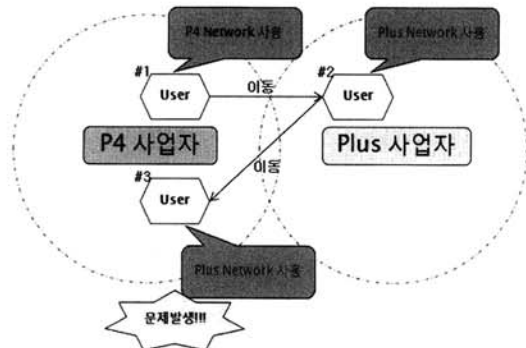 P4 Network 사용
Plus Network 사용
#1
User
이동
#2
User
P4 사업자
Plus 사업자
이동
#3
User
Plus Network 사용
문제발생!!!